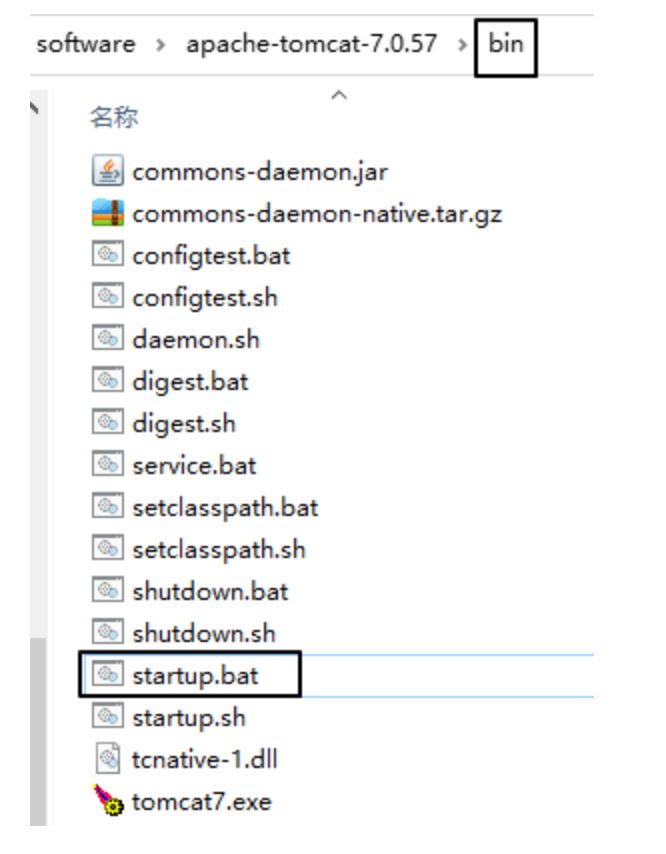 software > apache-tomcat-7.0.57 > bin
名称
commons-daemon.jar
commons-daemon-native.tar.gz
configtest.bat
configtest.sh
daemon.sh
digest.bat
digest.sh
service.bat
setclasspath.bat
setclasspath.sh
shutdown.bat
shutdown.sh
startup.bat
startup.sh
tcnative-1.dll
tomcat7.exe